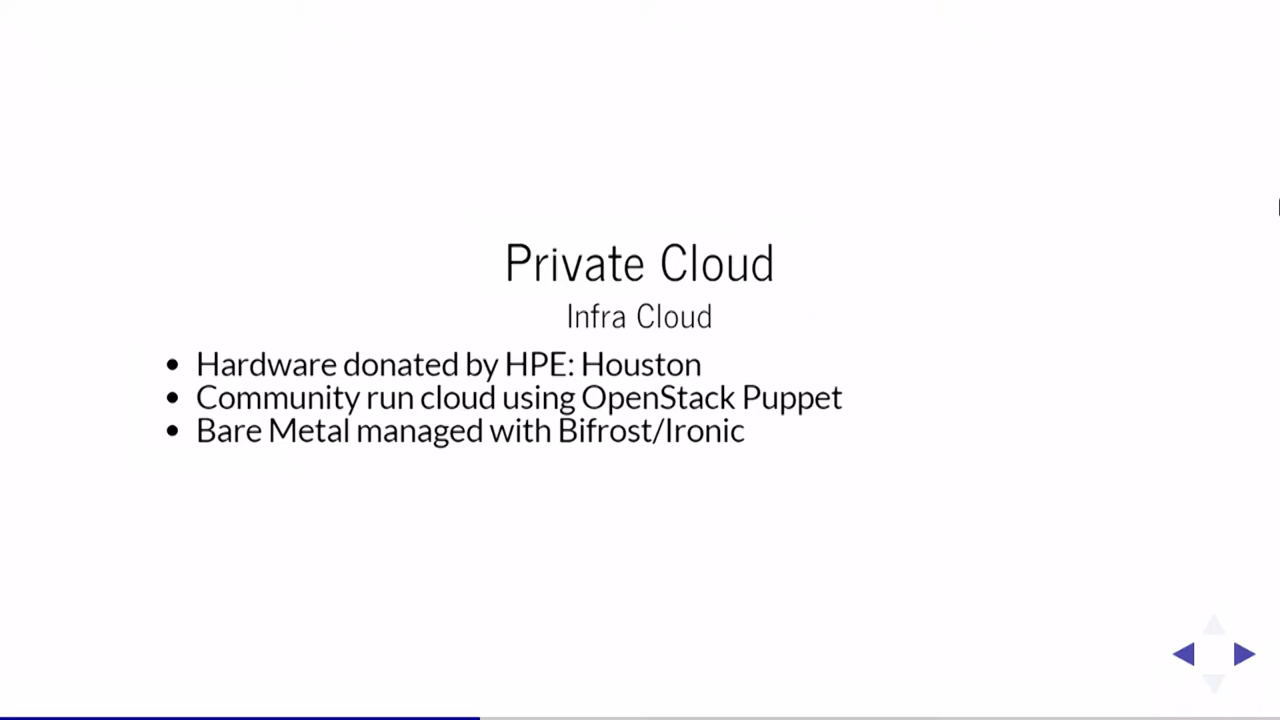 Private Cloud
Infra Cloud
• Hardware donated by HPE: Houston
• Community run cloud using OpenStack Puppet
• Bare Metal managed with Bifrost/Ironic